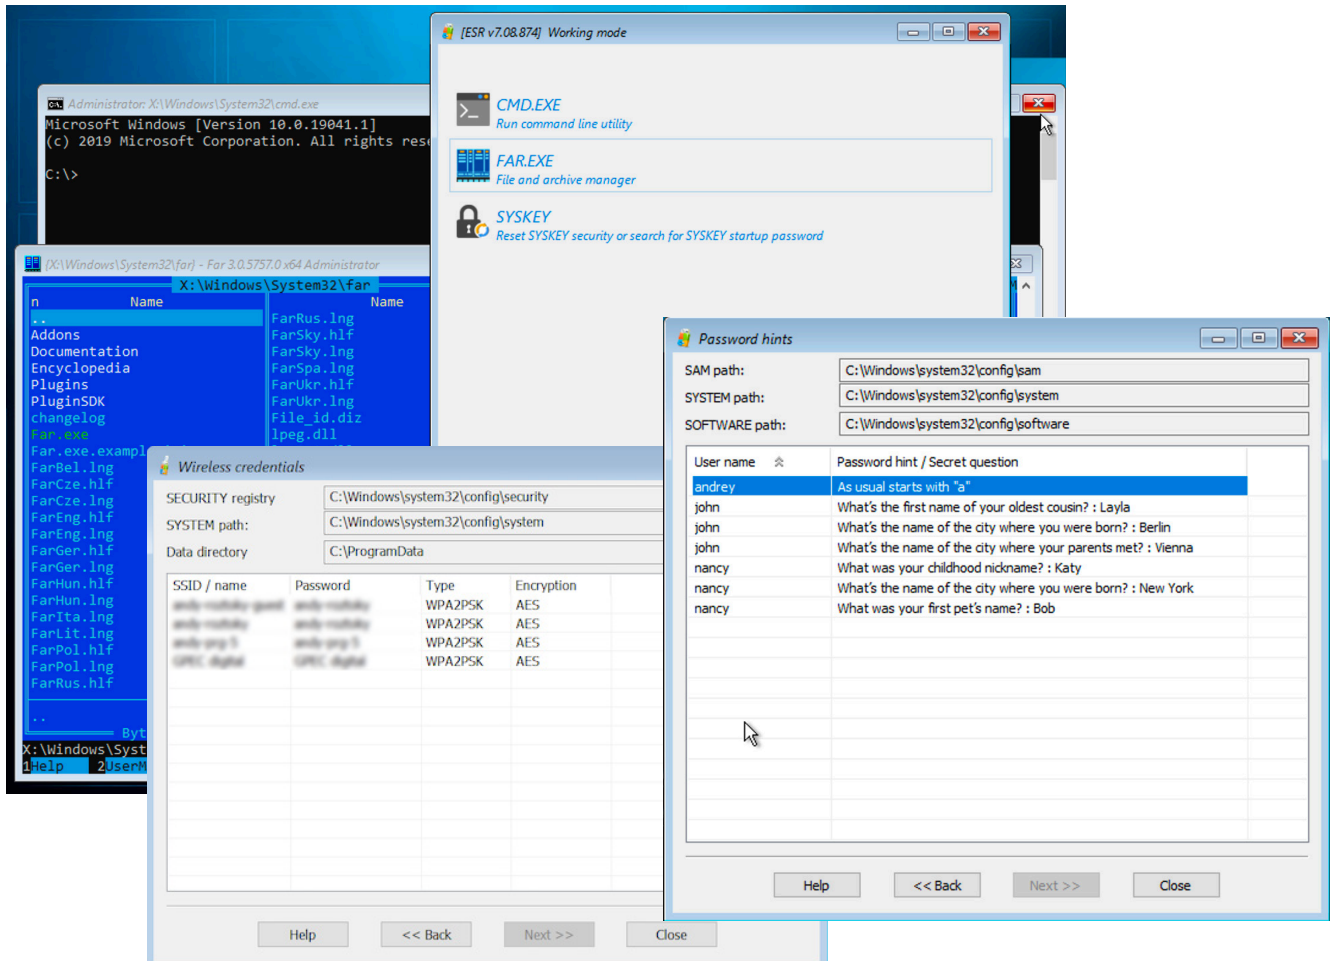 [ESR v7.08.874] Working mode
CMD.EXE
Run command line utility
FAR.EXE
File and archive manager
SYSKEY
Reset SYSKEY security or search for SYSKEY startup password
Administrator: X:\Windows\System32\cmd.exe
Microsoft Windows [Version 10.0.19041.1]
(c) 2019 Microsoft Corporation. All rights rese
C:\>
{X:\Windows\System32\far} - Far 3.0.5757.0 x64 Administrator
X:\Windows\System32\far
n Name Name
..
FarRus.lng
Addons FarSky.hlf
Documentation FarSky.lng
Encyclopedia FarSpa.lng
Plugins FarUkr.hlf
PluginSDK FarUkr.lng
changelog File_id.diz
Far.exe lpeg.dll
Far.exe.exampl
FarBel.lng
FarCze.hlf
FarCze.lng
FarEng.hlf
FarEng.lng
FarGer.hlf
FarGer.lng
FarHun.hlf
FarHun.lng
FarIta.lng
FarLit.lng
FarPol.hlf
FarPol.lng
FarRus.hlf
..
Byt
X:\Windows\Syst
1Help 2UserM
Wireless credentials
SECURITY registry C:\Windows\system32\config\security
SYSTEM path: C:\Windows\system32\config\system
Data directory C:\ProgramData
SSID / name Password Type Encryption
WPA2PSK AES
WPA2PSK AES
WPA2PSK AES
WPA2PSK AES
Help << Back Next >> Close
Password hints
SAM path: C:\Windows\system32\config\sam
SYSTEM path: C:\Windows\system32\config\system
SOFTWARE path: C:\Windows\system32\config\software
User name Password hint / Secret question
andrey As usual starts with "a"
john What's the first name of your oldest cousin? : Layla
john What's the name of the city where you were born? : Berlin
john What's the name of the city where your parents met? : Vienna
nancy What was your childhood nickname? : Katy
nancy What's the name of the city where you were born? : New York
nancy What was your first pet's name? : Bob
Help << Back Next >> Close